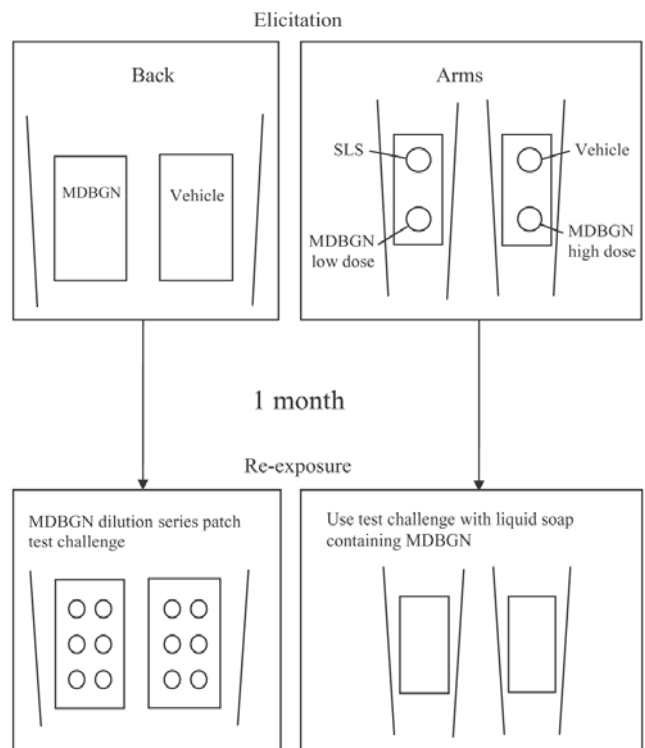 Elicitation
Back
MDBGN
Vehicle
Arms
SLS
Vehicle
MDBGN
low dose
MDBGN
high dose
1 month
Re-exposure
MDBGN dilution series patch
test challenge
Use test challenge with liquid soap
containing MDBGN